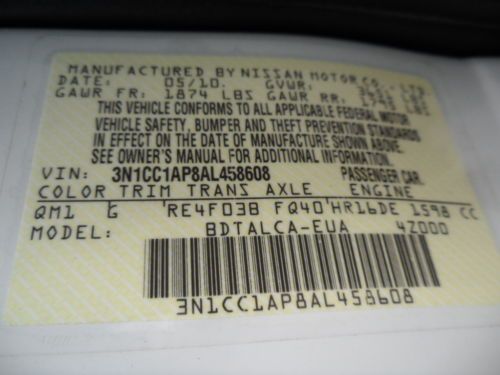 MANUFACTURED BY NISSAN MOTOR CO.
DATE: 05/10. GVWR:
GAWR FR: 1874 LBS GAWR RR: LBS
THIS VEHICLE CONFORMS TO ALL APPLICABLE FEDERAL MOTOR
VEHICLE SAFETY, BUMPER AND THEFT PREVENTION STANDARDS
IN EFFECT ON THE DATE OF MANUFACTURE SHOWN ABOVE.
SEE OWNER'S MANUAL FOR ADDITIONAL INFORMATION.
VIN: 3N1CC1AP8AL458608 PASSENGER CAR.
COLOR TRIM TRANS AXLE ENGINE
QM1 G RE4F03B FQ40 HR16DE 1598 CC
MODEL: BDTALCA-EUA 4Z000
3N1CC1AP8AL458608